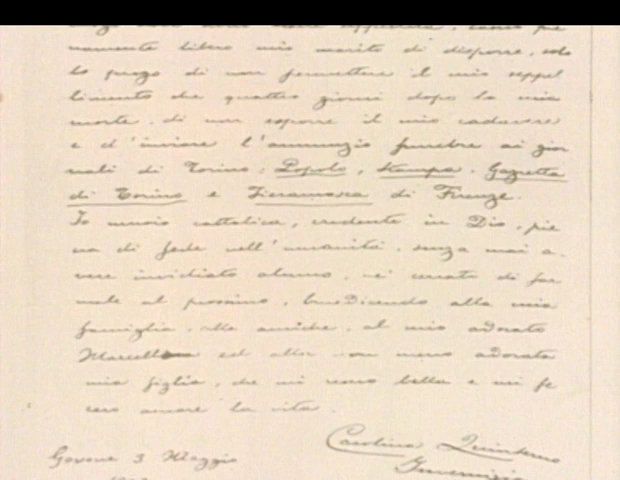 namente libero mio marito di disporre, solo
lo prego di non permettere il mio seppel
limento che quattro giorni dopo la mia
morte, di non esporre il mio cadavere
e d'inviare l'annunzio funebre ai gior
nali di Torino: Popolo, Stampa, Gazzetta
di Torino e Fieramosca di Firenze.
Io muoio cattolica, credente in Dio, pie
na di fede nell'umanità, senza mai a
vere invidiato alcuno, nè cercato di far
male al prossimo, benedicendo alla mia
famiglia, alle amiche, al mio adorato
Marcello ed alla non meno adorata
mia figlia, che mi rese bella e mi fe
cero amare la vita.
Carolina Quinterno
Govone 3 Maggio
Invernizio